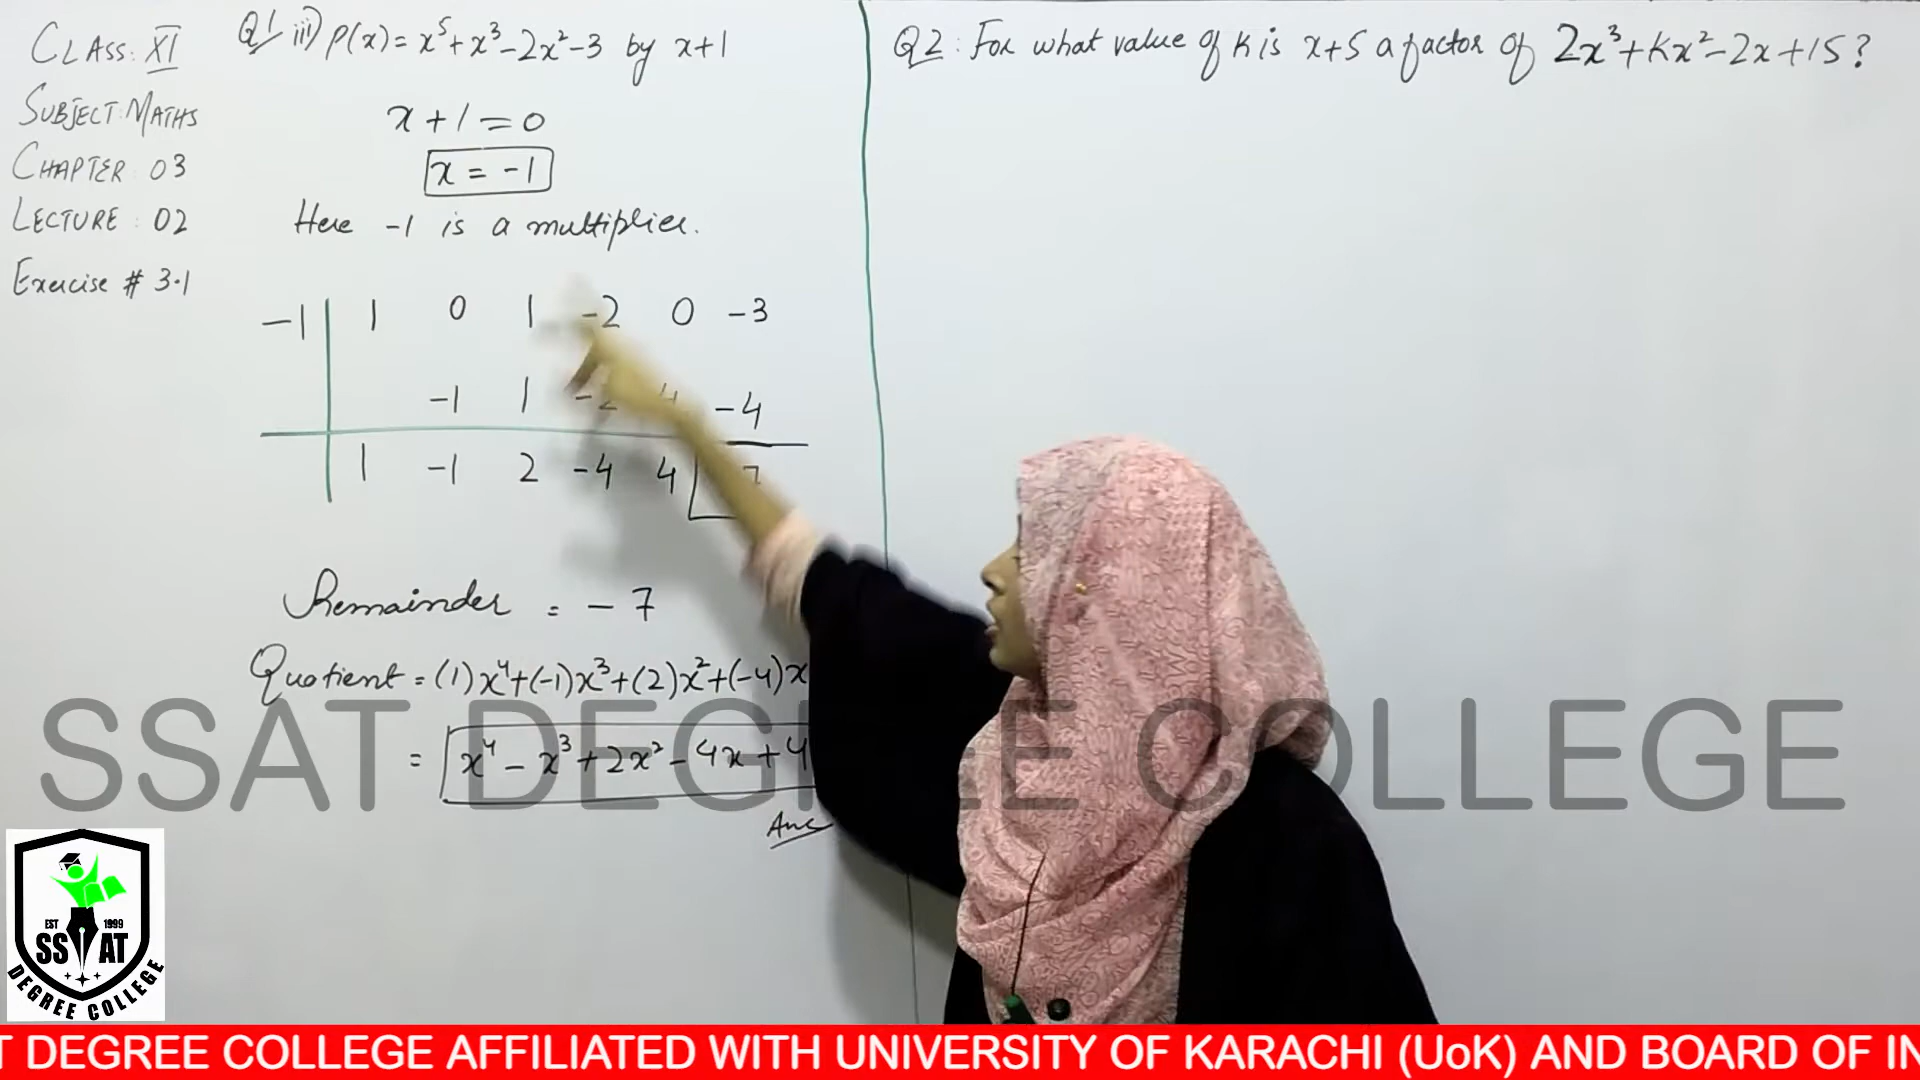 CLASS: XI
SUBJECT: MATHS
CHAPTER: 03
LECTURE: 02
Exercise # 3.1
Q1 iii) P(x) = x⁵ + x³ - 2x² - 3 by x+1
x + 1 = 0
x = -1
Here -1 is a multiplier.
-1 | 1 0 1 -2 0 -3
-1 1 -2 4 -4
1 -1 2 -4 4 7
Remainder = -7
Quotient = (1)x⁴+(-1)x³+(2)x²+(-4)x
= x⁴ - x³ + 2x² - 4x + 4
Ans
Q2: For what value of K is x+5 a factor of 2x³+Kx²-2x+15?
SSAT DEGREE COLLEGE
EST 1999
SSAT
DEGREE COLLEGE
T DEGREE COLLEGE AFFILIATED WITH UNIVERSITY OF KARACHI (UoK) AND BOARD OF IN